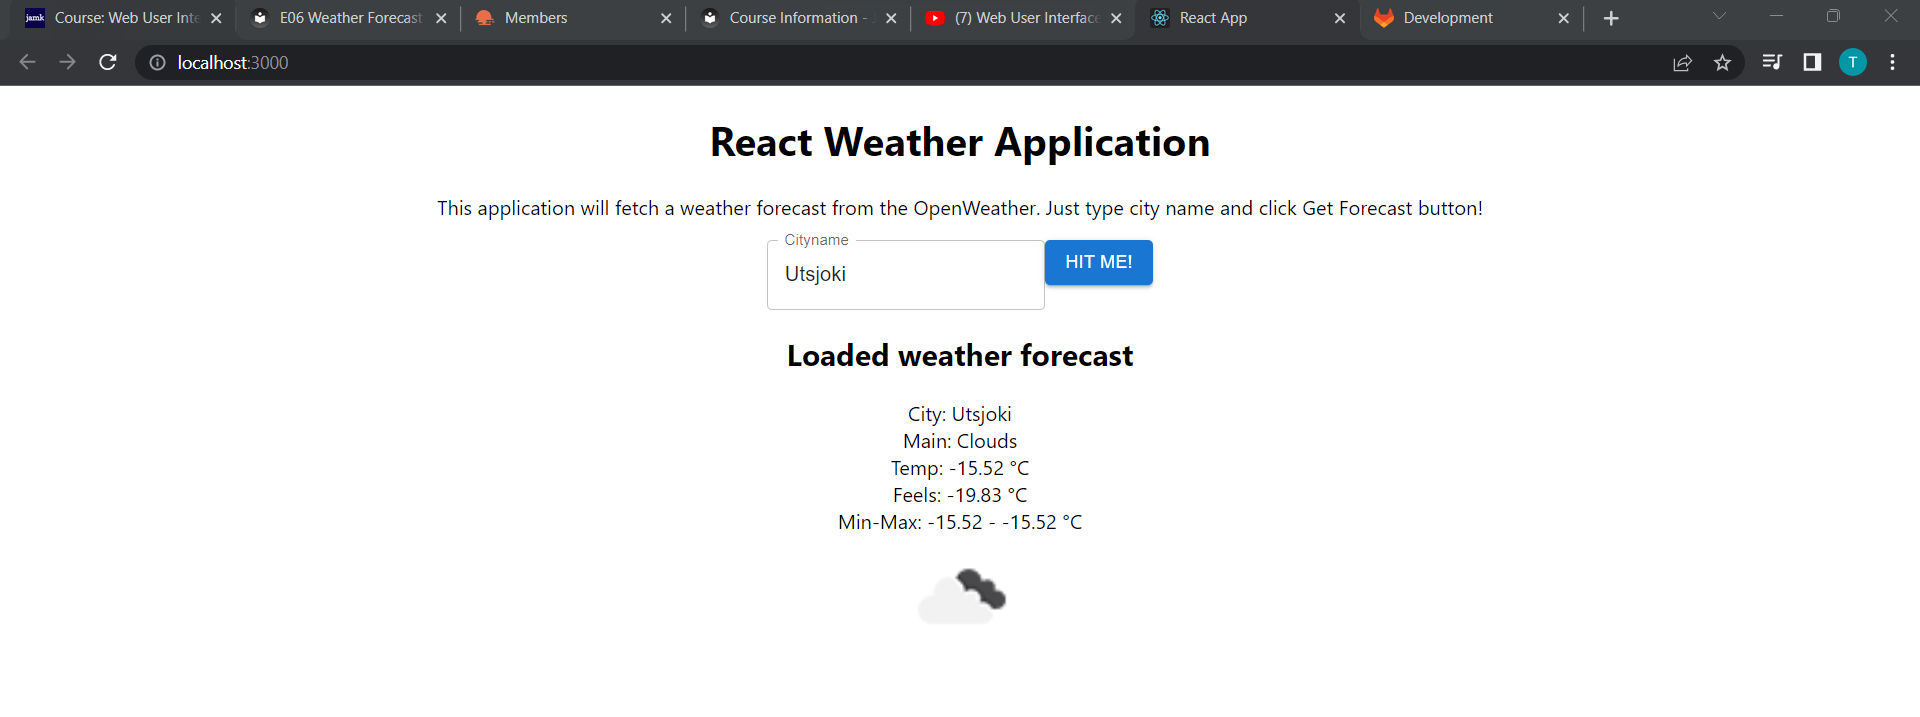 jamk Course: Web User Inte
E06 Weather Forecast
Members
Course Information -
(7) Web User Interface
React App
Development
localhost:3000
T
React Weather Application
This application will fetch a weather forecast from the OpenWeather. Just type city name and click Get Forecast button!
Cityname
Utsjoki
HIT ME!
Loaded weather forecast
City: Utsjoki
Main: Clouds
Temp: -15.52 °C
Feels: -19.83 °C
Min-Max: -15.52 - -15.52 °C